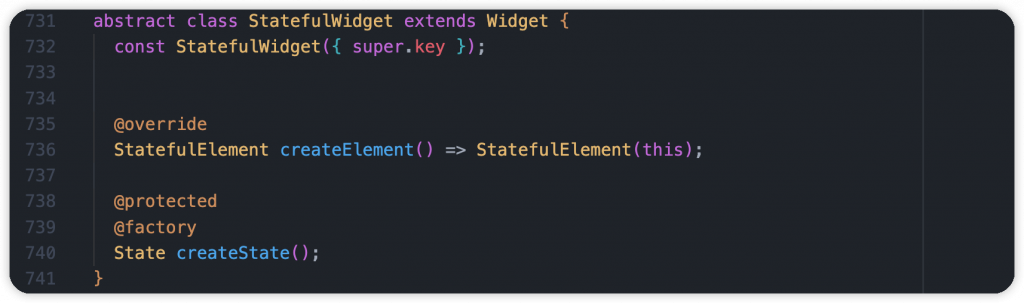 731 abstract class StatefulWidget extends Widget {
732 const StatefulWidget({ super.key });
733
734
735 @override
736 StatefulElement createElement() => StatefulElement(this);
737
738 @protected
739 @factory
740 State createState();
741 }